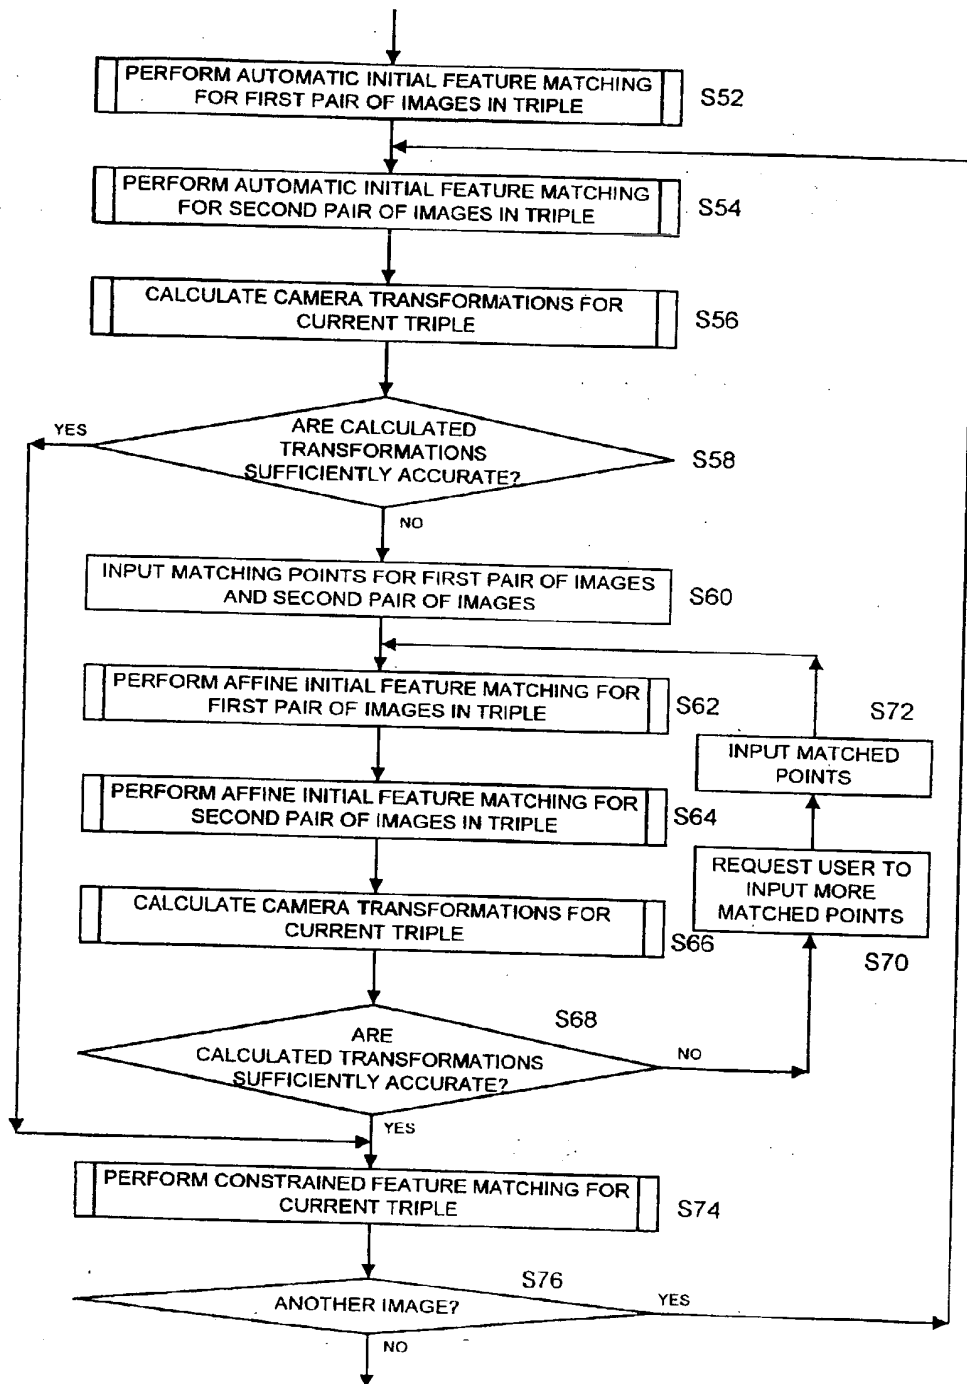 PERFORM AUTOMATIC INITIAL FEATURE MATCHING
FOR FIRST PAIR OF IMAGES IN TRIPLE
S52
PERFORM AUTOMATIC INITIAL FEATURE MATCHING
FOR SECOND PAIR OF IMAGES IN TRIPLE
S54
CALCULATE CAMERA TRANSFORMATIONS FOR
CURRENT TRIPLE
S56
YES
ARE CALCULATED
TRANSFORMATIONS
SUFFICIENTLY ACCURATE?
S58
NO
INPUT MATCHING POINTS FOR FIRST PAIR OF IMAGES
AND SECOND PAIR OF IMAGES
S60
PERFORM AFFINE INITIAL FEATURE MATCHING FOR
FIRST PAIR OF IMAGES IN TRIPLE
S62
S72
INPUT MATCHED
POINTS
PERFORM AFFINE INITIAL FEATURE MATCHING FOR
SECOND PAIR OF IMAGES IN TRIPLE
S64
REQUEST USER TO
INPUT MORE
MATCHED POINTS
S70
CALCULATE CAMERA TRANSFORMATIONS FOR
CURRENT TRIPLE
S66
S68
ARE
CALCULATED TRANSFORMATIONS
SUFFICIENTLY ACCURATE?
NO
YES
PERFORM CONSTRAINED FEATURE MATCHING FOR
CURRENT TRIPLE
S74
S76
ANOTHER IMAGE?
YES
NO